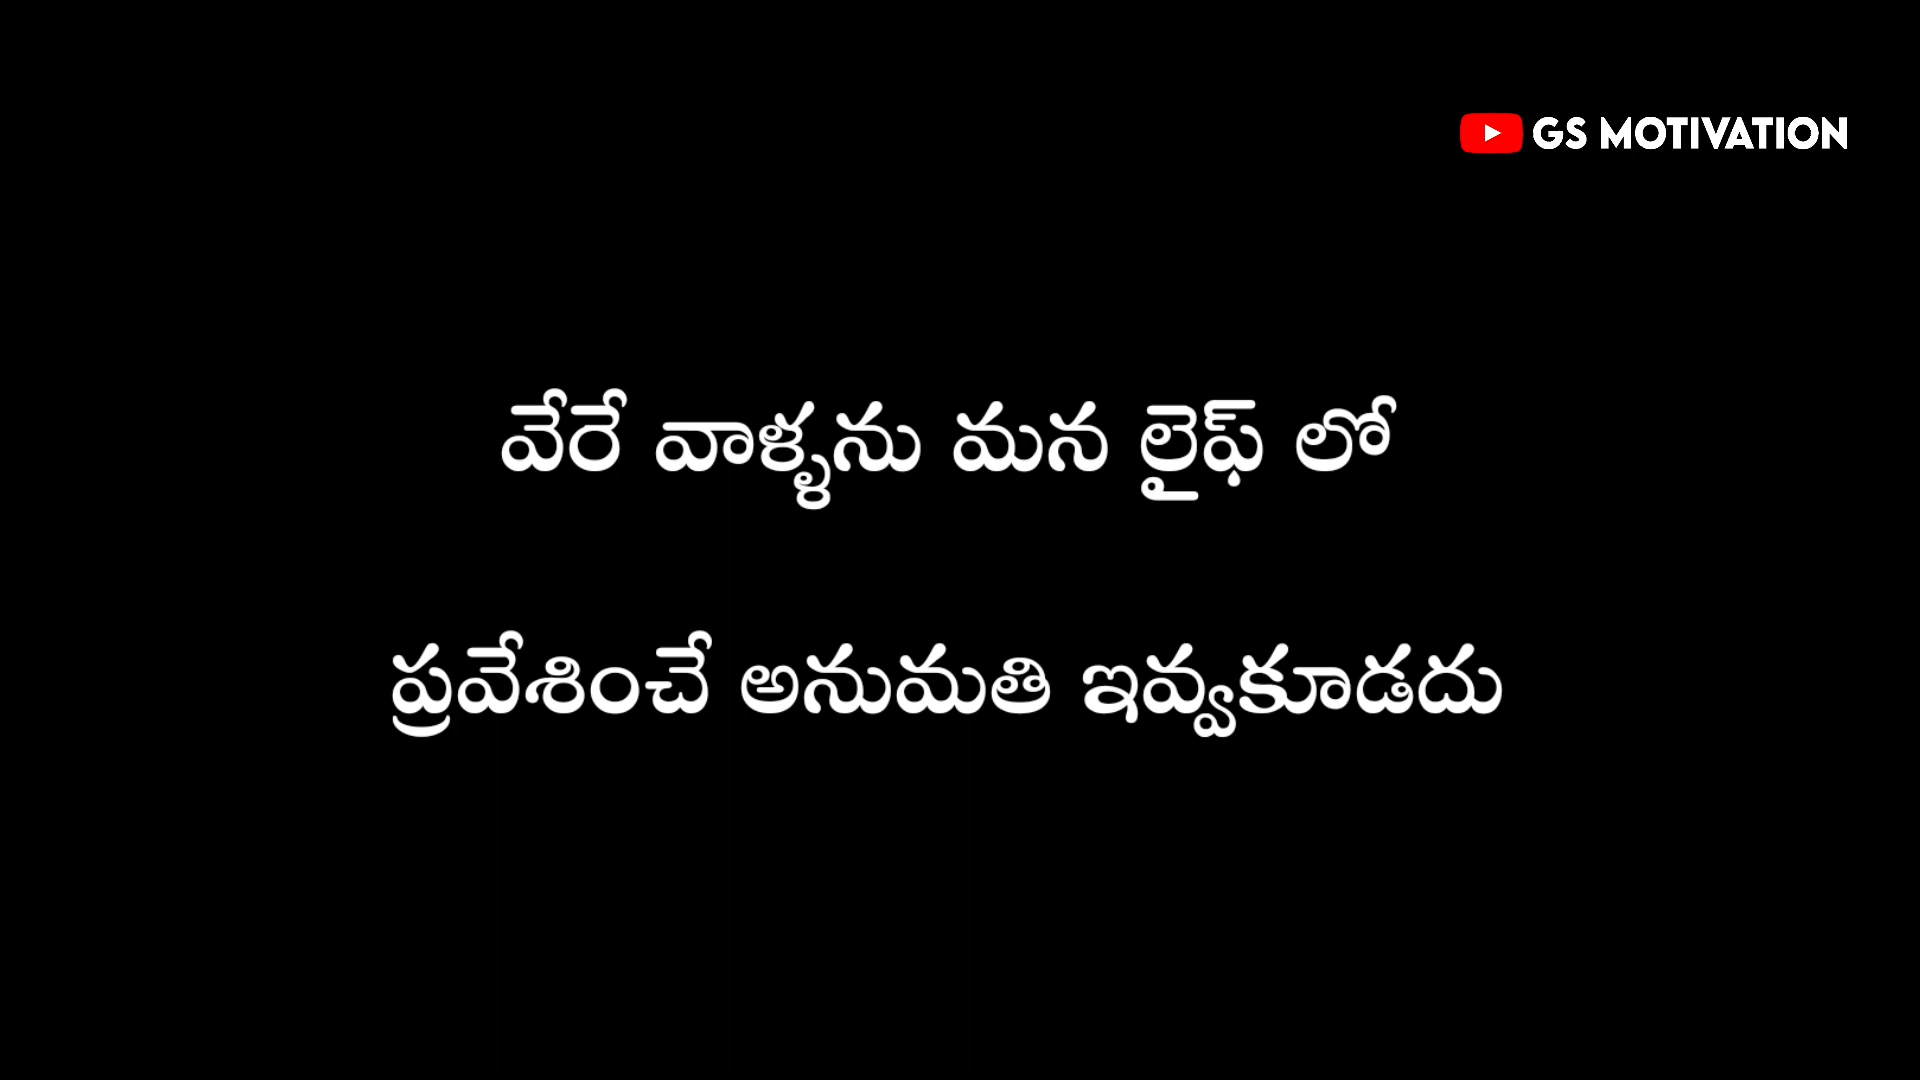 GS MOTIVATION
వేరే వాళ్ళను మన లైఫ్ లో
ప్రవేశించే అనుమతి ఇవ్వకూడదు